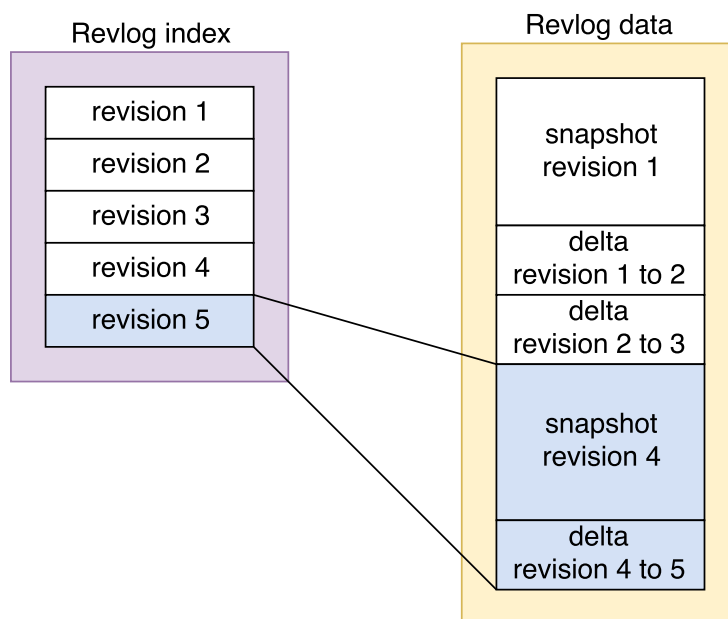 Revlog index
revision 1
revision 2
revision 3
revision 4
revision 5
Revlog data
snapshot
revision 1
delta
revision 1 to 2
delta
revision 2 to 3
snapshot
revision 4
delta
revision 4 to 5